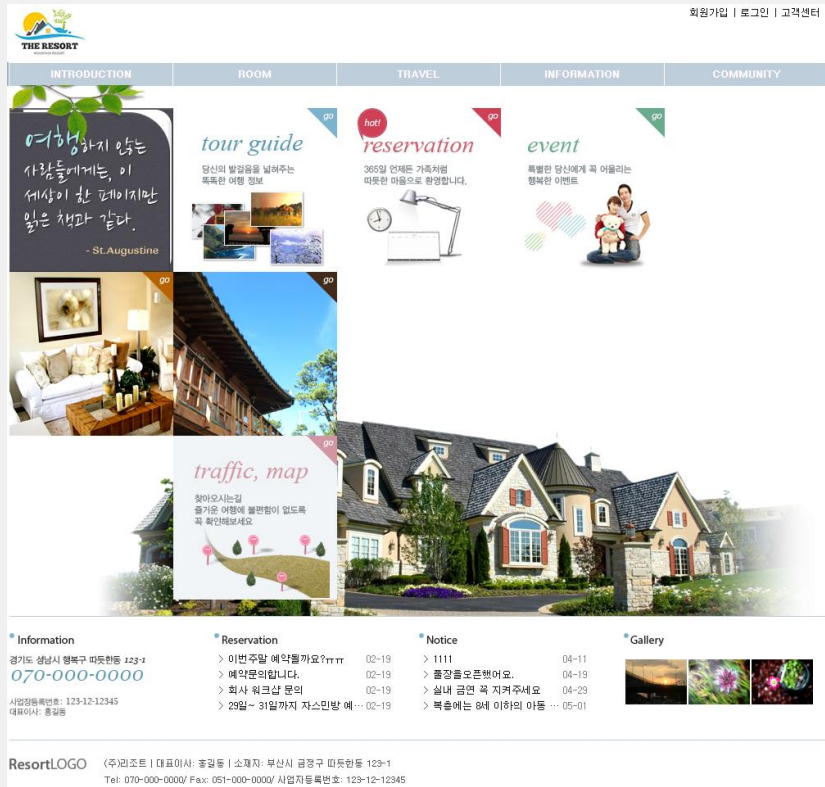 회원가입 | 로그인 | 고객센터
THE RESORT
INTRODUCTION
ROOM
TRAVEL
INFORMATION
COMMUNITY
여행하지 않는
사람들에게는, 이
세상이 한 페이지만
읽은 책과 같다.
- St.Augustine
go
tour guide
당신의 발걸음을 넓혀주는
똑똑한 여행 정보
hot!
go
reservation
365일 언제든 가족처럼
따뜻한 마음으로 환영합니다.
go
event
특별한 당신에게 꼭 어울리는
행복한 이벤트
go
go
go
traffic, map
찾아오시는길
즐거운 여행에 불편함이 없도록
꼭 확인해보세요
Information
경기도 성남시 행복구 따듯한동 123-1
070-000-0000
사업장등록번호: 123-12-12345
대표이사: 홍길동
Reservation
> 이번주말 예약될까요?ㅠㅠ 02-19
> 예약문의합니다. 02-19
> 회사 워크샵 문의 02-19
> 29일~ 31일까지 자스민방 예… 02-19
Notice
> 1111 04-11
> 풀장을오픈했어요. 04-19
> 실내 금연 꼭 지켜주세요 04-29
> 복층에는 8세 이하의 아동 … 05-01
Gallery
ResortLOGO
(주)리조트 | 대표이사: 홍길동 | 소재지: 부산시 금정구 따듯한동 123-1
Tel: 070-000-0000/ Fax: 051-000-0000/ 사업자등록번호: 123-12-12345